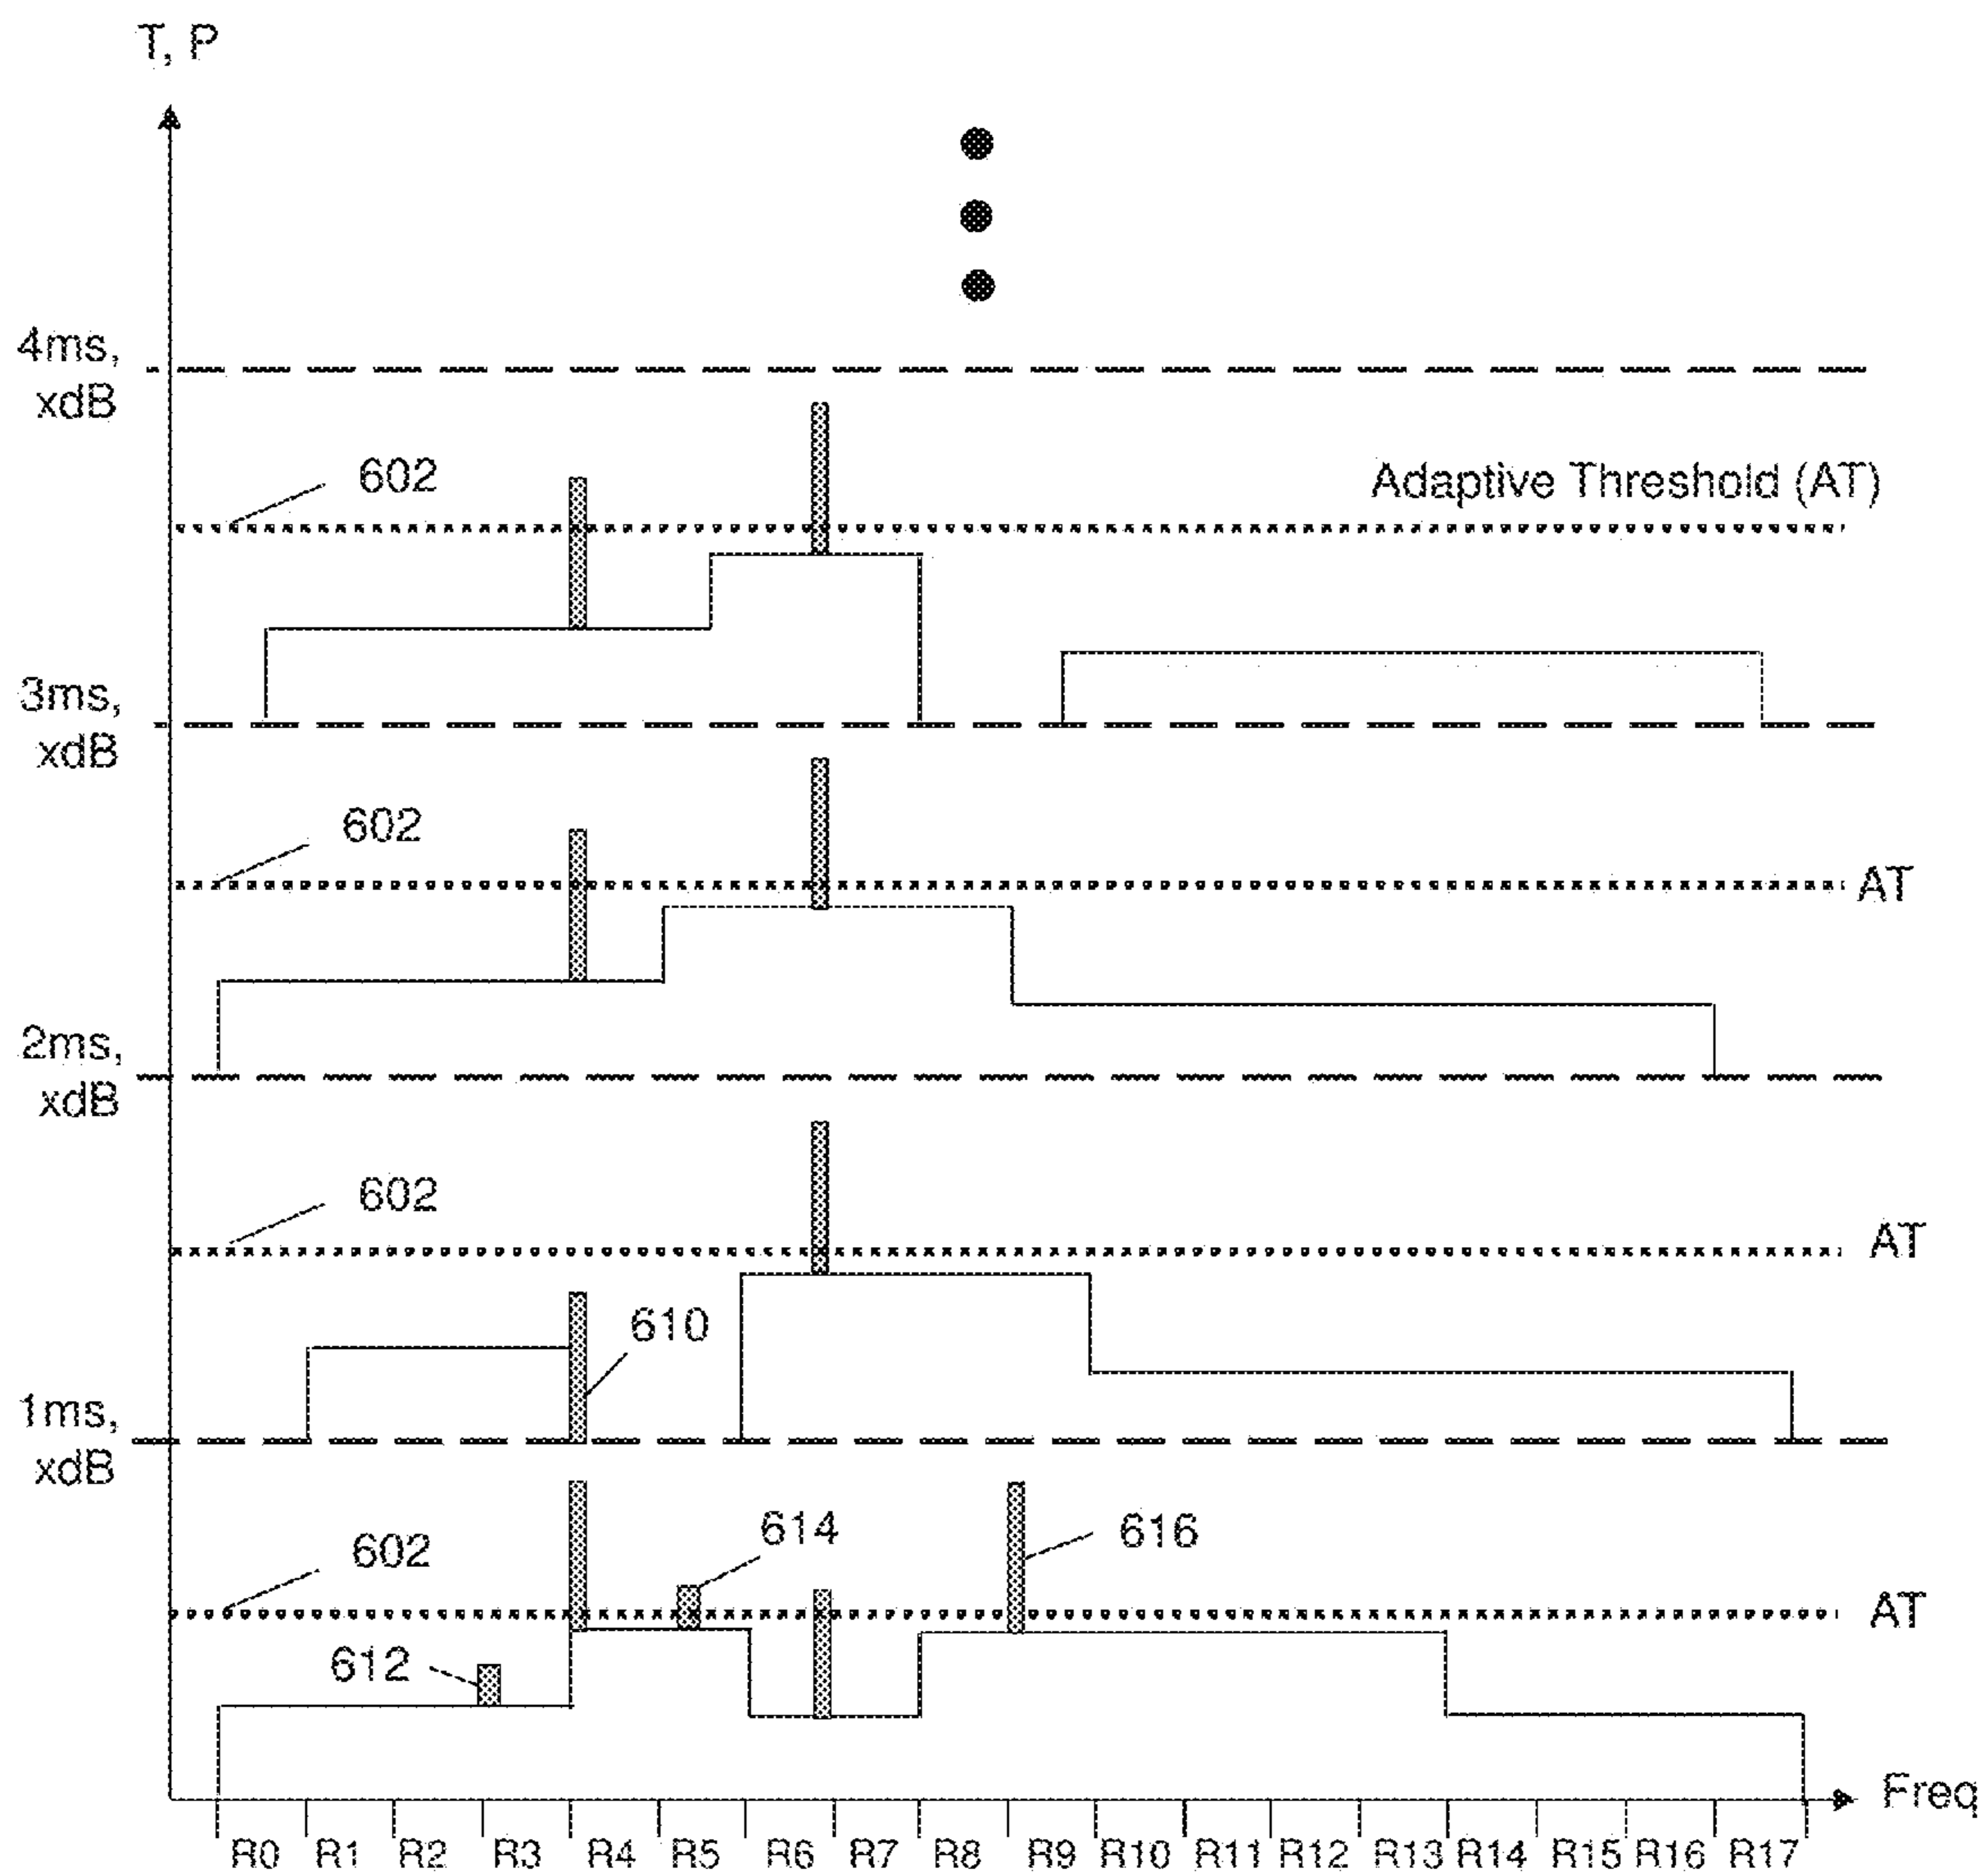 T, P
4ms,
xdB
602
Adaptive Threshold (AT)
3ms,
xdB
602
AT
2ms,
xdB
602
AT
610
1ms,
xdB
602
614
616
AT
612
Freq
R0 R1 R2 R3 R4 R5 R6 R7 R8 R9 R10 R11 R12 R13 R14 R15 R16 R17